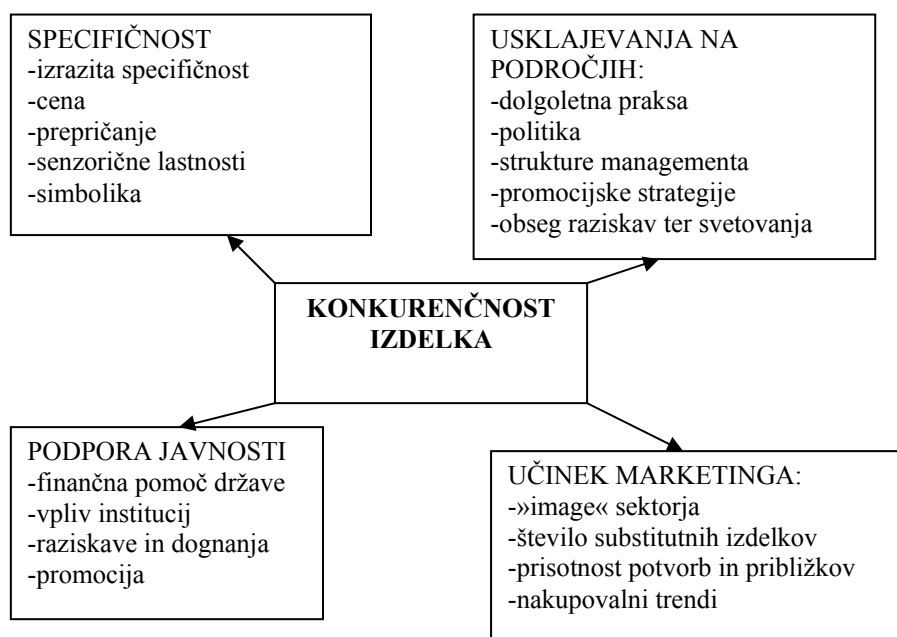 SPECIFIČNOST
-izrazita specifičnost
-cena
-prepričanje
-senzorične lastnosti
-simbolika
USKLAJEVANJA NA
PODROČJIH:
-dolgoletna praksa
-politika
-strukture managementa
-promocijske strategije
-obseg raziskav ter svetovanja
KONKURENČNOST
IZDELKA
PODPORA JAVNOSTI
-finančna pomoč države
-vpliv institucij
-raziskave in dognanja
-promocija
UČINEK MARKETINGA:
-»image« sektorja
-število substitutnih izdelkov
-prisotnost potvorb in približkov
-nakupovalni trendi